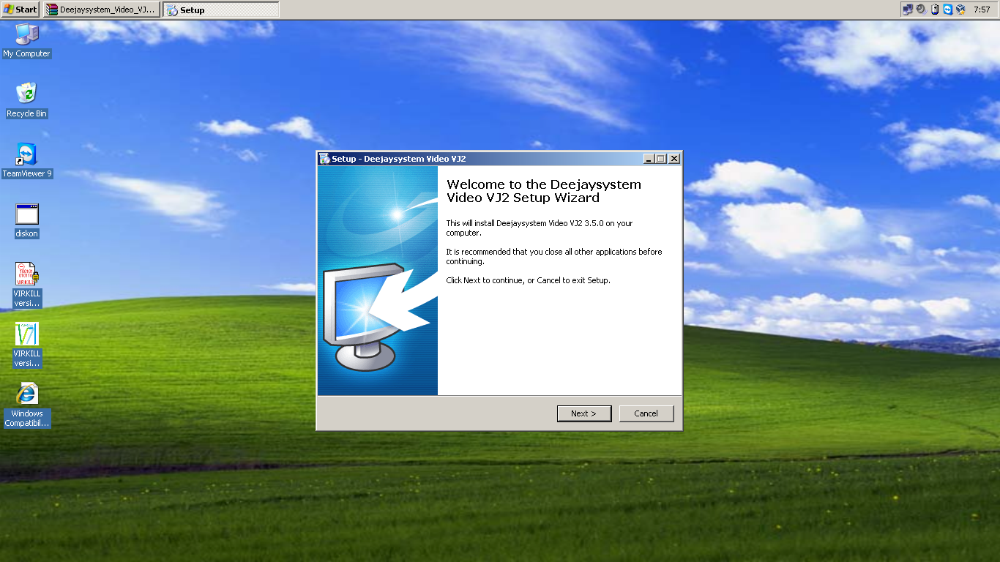 Start
Deejaysystem_Video_VJ...
Setup
7:57
My Computer
Recycle Bin
TeamViewer 9
diskon
VIRKILL
versi...
VIRKILL
versi...
Windows
Compatibil...
Setup - Deejaysystem Video VJ2
Welcome to the Deejaysystem
Video VJ2 Setup Wizard
This will install Deejaysystem Video VJ2 3.5.0 on your
computer.
It is recommended that you close all other applications before
continuing.
Click Next to continue, or Cancel to exit Setup.
Next >
Cancel